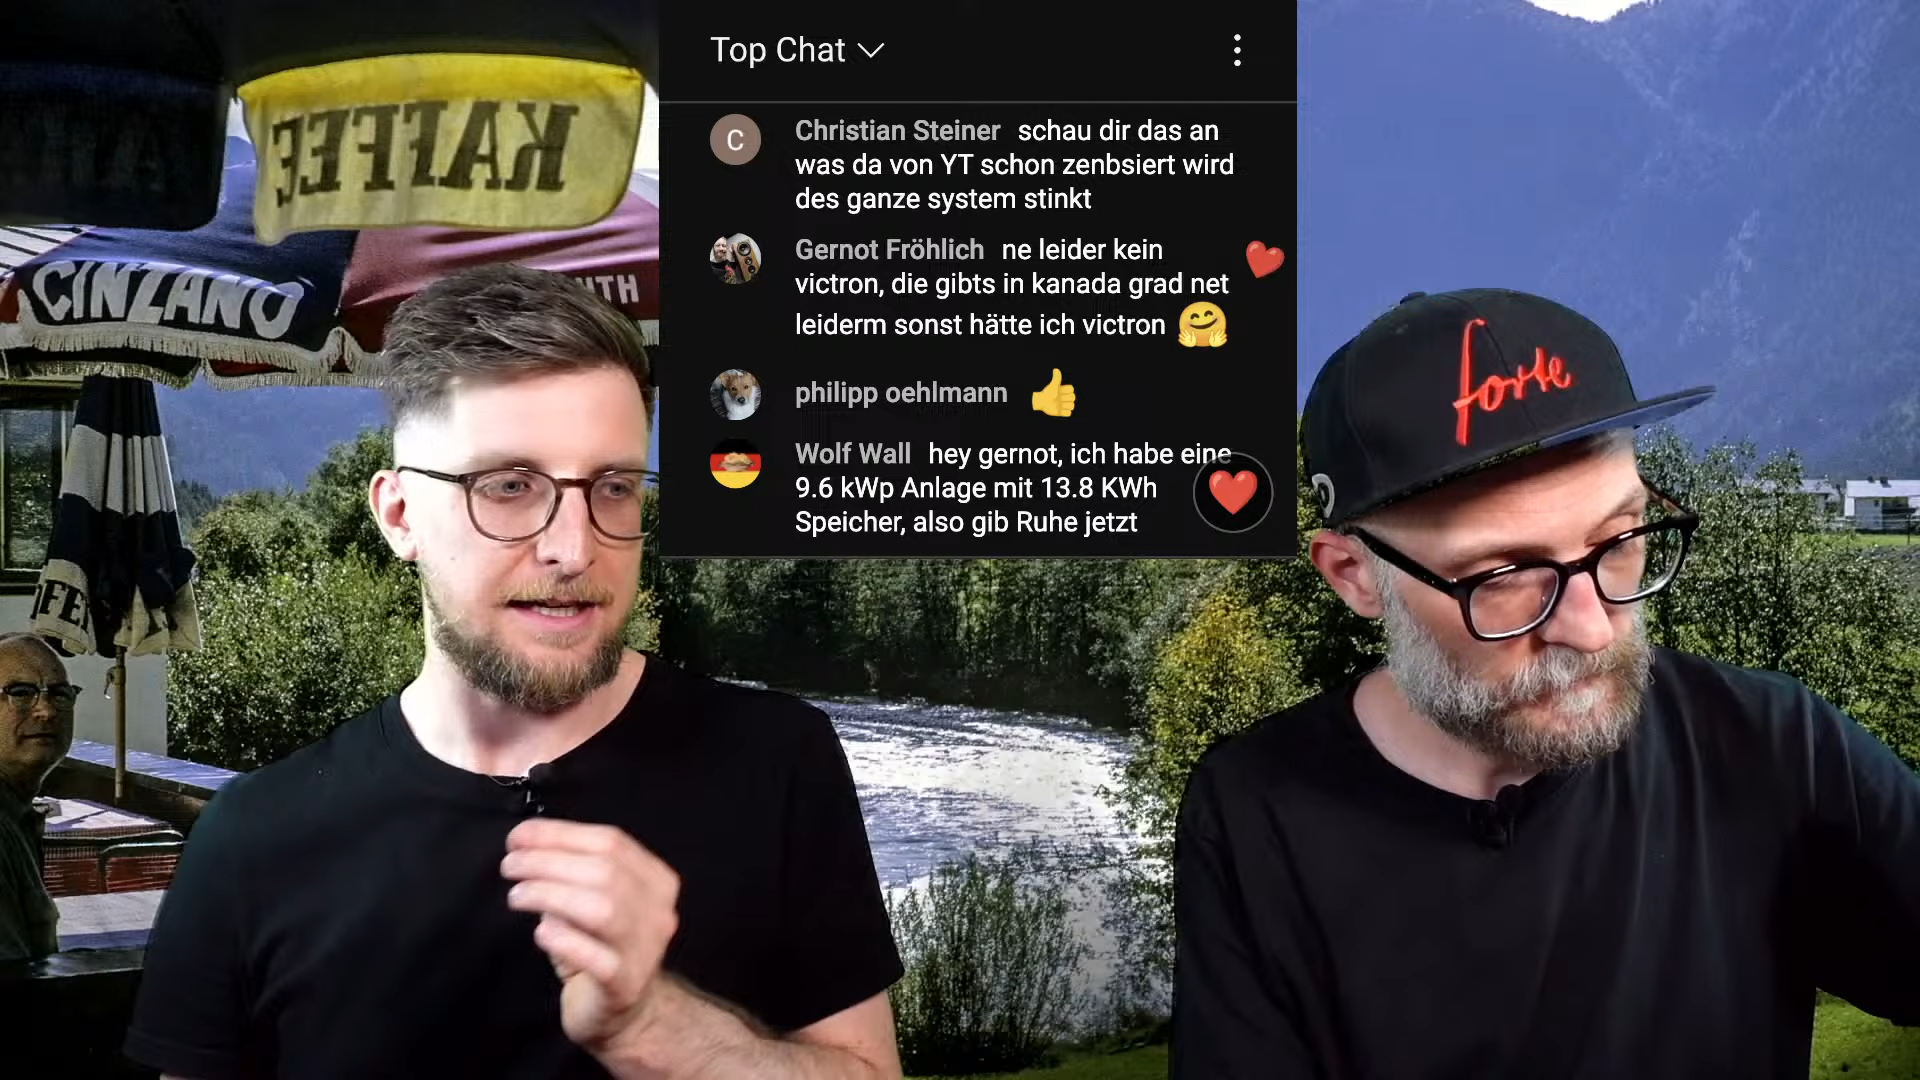 KAFFEE
CINZANO
UTH
FFE
Top Chat
C
Christian Steiner schau dir das an
was da von YT schon zenbsiert wird
des ganze system stinkt
Gernot Fröhlich ne leider kein
victron, die gibts in kanada grad net
leiderm sonst hätte ich victron 🤗
philipp oehlmann 👍
Wolf Wall hey gernot, ich habe eine
9.6 kWp Anlage mit 13.8 KWh
Speicher, also gib Ruhe jetzt
forte